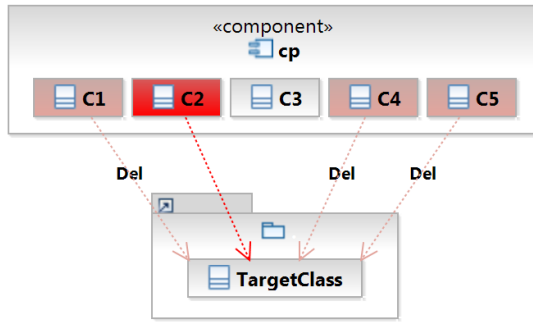 «component»
cp
C1 C2 C3 C4 C5
Del Del Del
TargetClass